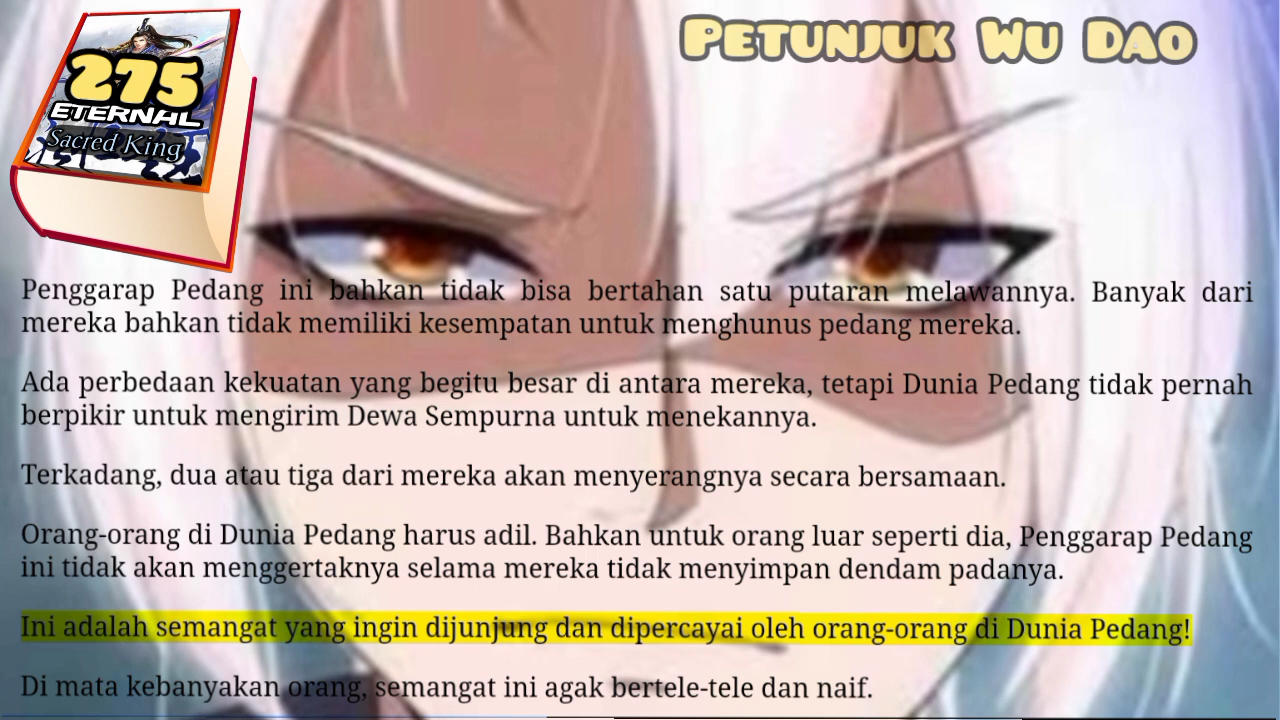 Petunjuk Wu Dao
275
ETERNAL
Sacred King
Penggarap Pedang ini bahkan tidak bisa bertahan satu putaran melawannya. Banyak dari
mereka bahkan tidak memiliki kesempatan untuk menghunus pedang mereka.
Ada perbedaan kekuatan yang begitu besar di antara mereka, tetapi Dunia Pedang tidak pernah
berpikir untuk mengirim Dewa Sempurna untuk menekannya.
Terkadang, dua atau tiga dari mereka akan menyerangnya secara bersamaan.
Orang-orang di Dunia Pedang harus adil. Bahkan untuk orang luar seperti dia, Penggarap Pedang
ini tidak akan menggertaknya selama mereka tidak menyimpan dendam padanya.
Ini adalah semangat yang ingin dijunjung dan dipercayai oleh orang-orang di Dunia Pedang!
Di mata kebanyakan orang, semangat ini agak bertele-tele dan naif.